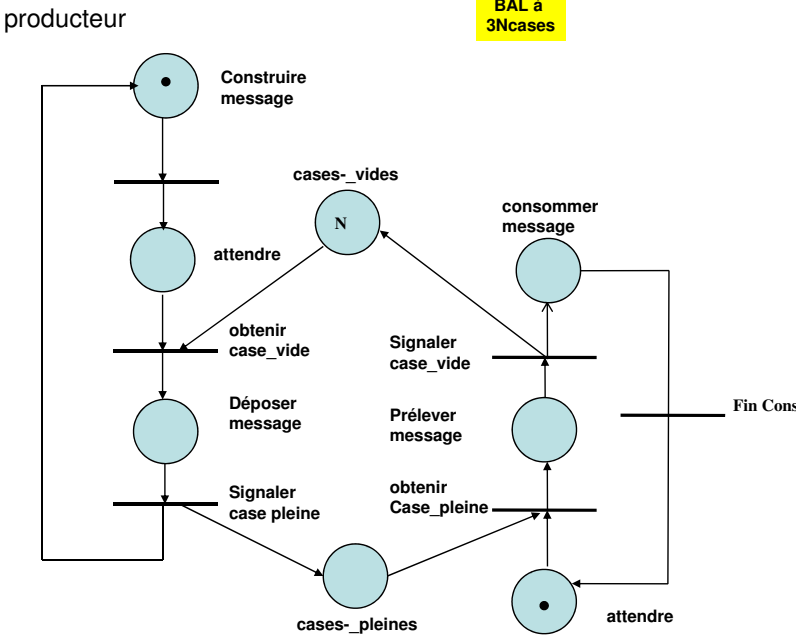 BAL à
3Ncases
producteur
Construire
message
cases-_vides
N
consommer
message
attendre
obtenir
case_vide
Signaler
case_vide
Déposer
message
Prélever
message
Fin Cons
Signaler
case pleine
obtenir
Case_pleine
cases-_pleines
attendre